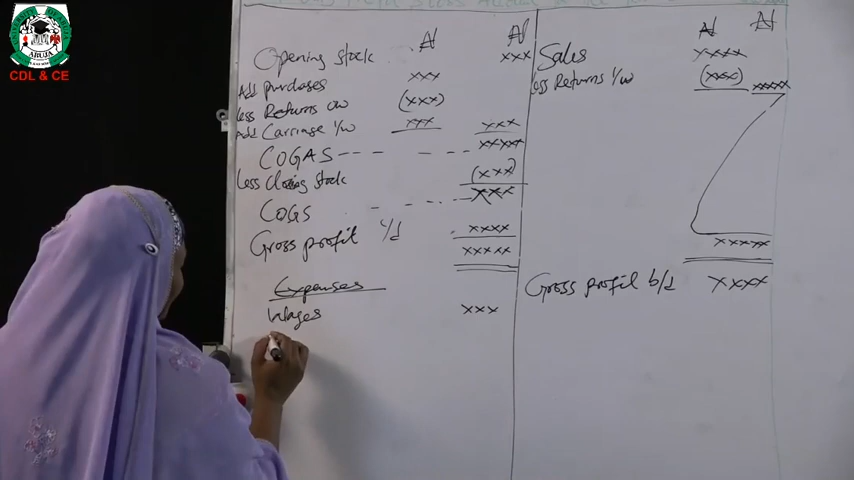 ABUJA
CDL & CE
₦ ₦
Opening stock xxx
Add purchases xxx
less Returns o/w (xxx)
Add Carriage I/w xxx xxx
COGAS xxxxx
less Closing stock (xxx)
COGS xxx
Gross profit c/d xxxx
xxxxx
Expenses
Wages xxx
₦ ₦
Sales xxxx
less Returns I/w (xxx) xxxxx
xxxxx
Gross profit b/d xxxx